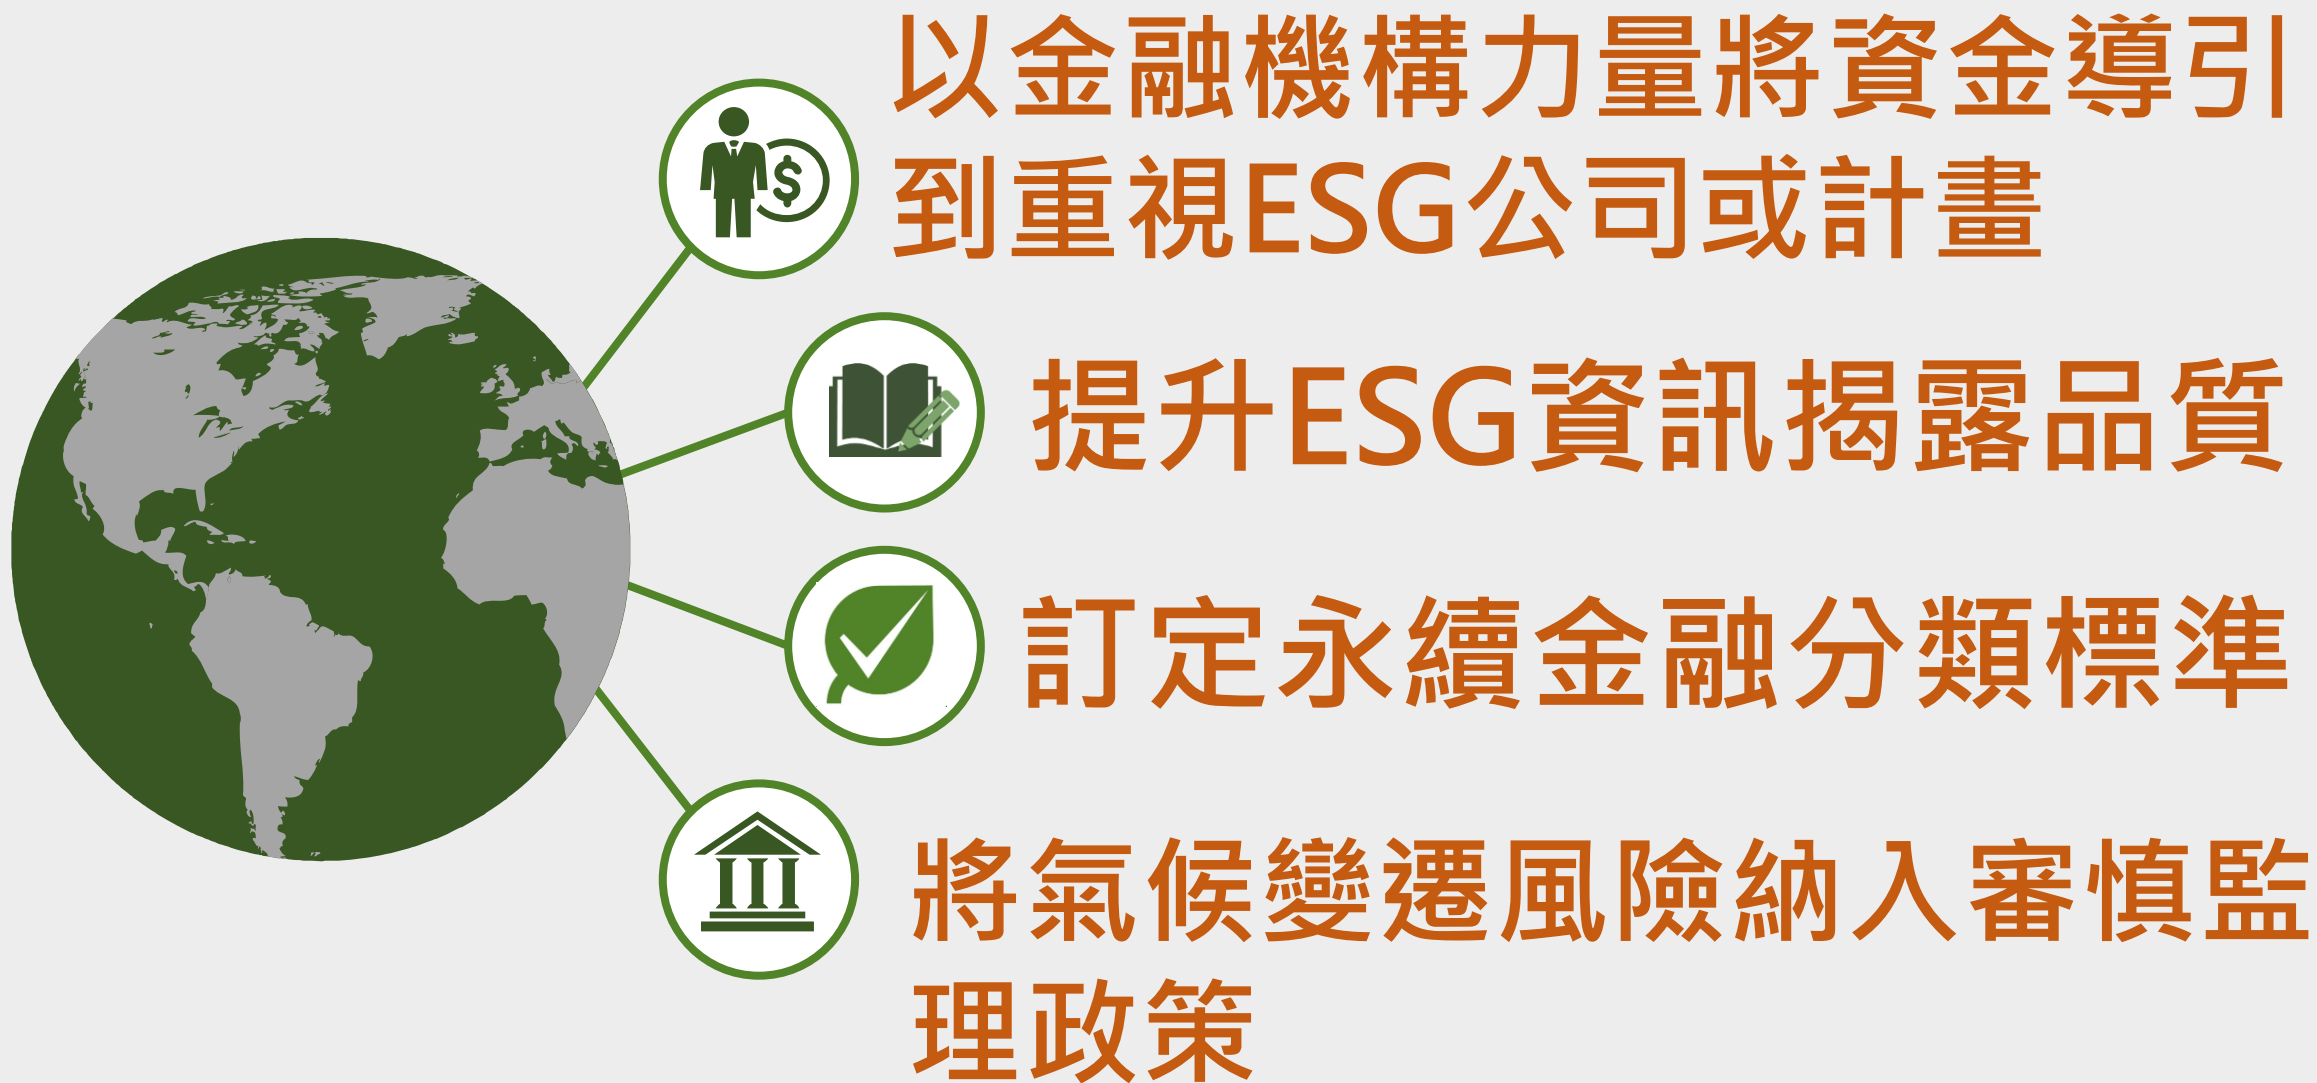 以金融機構力量將資金導引
到重視ESG公司或計畫
提升ESG資訊揭露品質
訂定永續金融分類標準
將氣候變遷風險納入審慎監
理政策